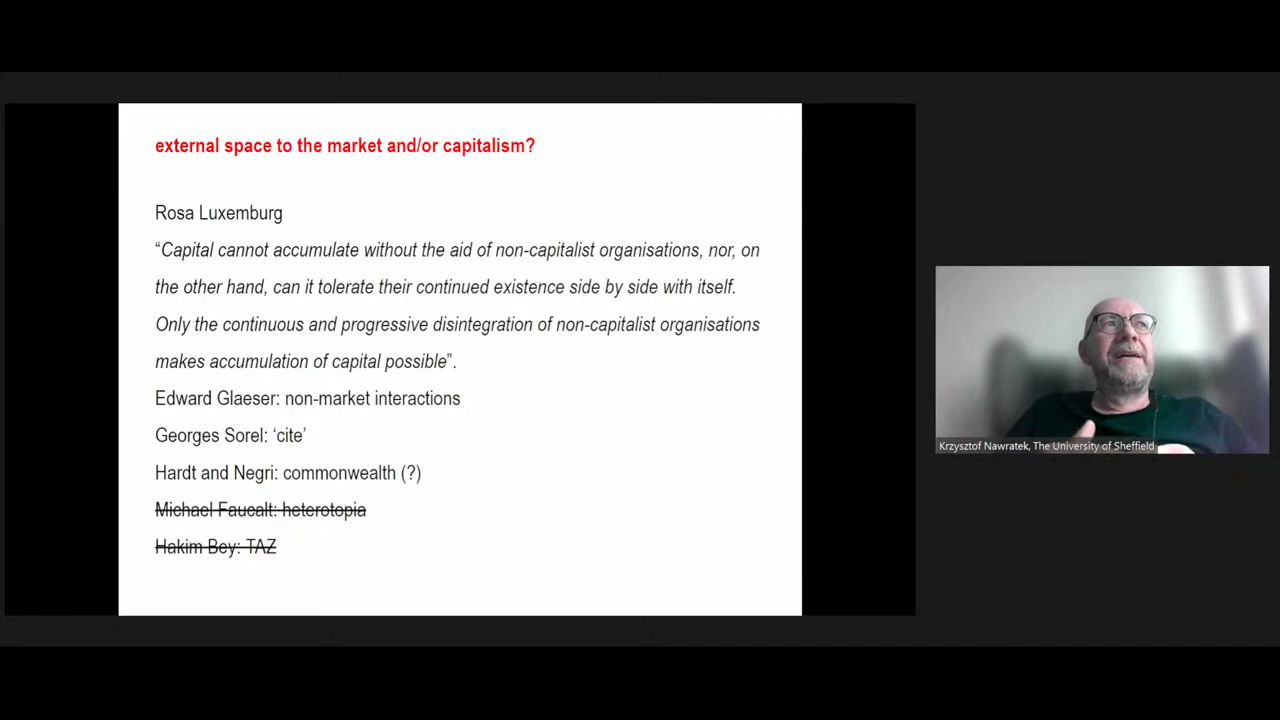 external space to the market and/or capitalism?
Rosa Luxemburg
“Capital cannot accumulate without the aid of non-capitalist organisations, nor, on
the other hand, can it tolerate their continued existence side by side with itself.
Only the continuous and progressive disintegration of non-capitalist organisations
makes accumulation of capital possible”.
Edward Glaeser: non-market interactions
Georges Sorel: ‘cite’
Hardt and Negri: commonwealth (?)
Michael Faucalt: heterotopia
Hakim Bey: TAZ
Krzysztof Nawratek, The University of Sheffield